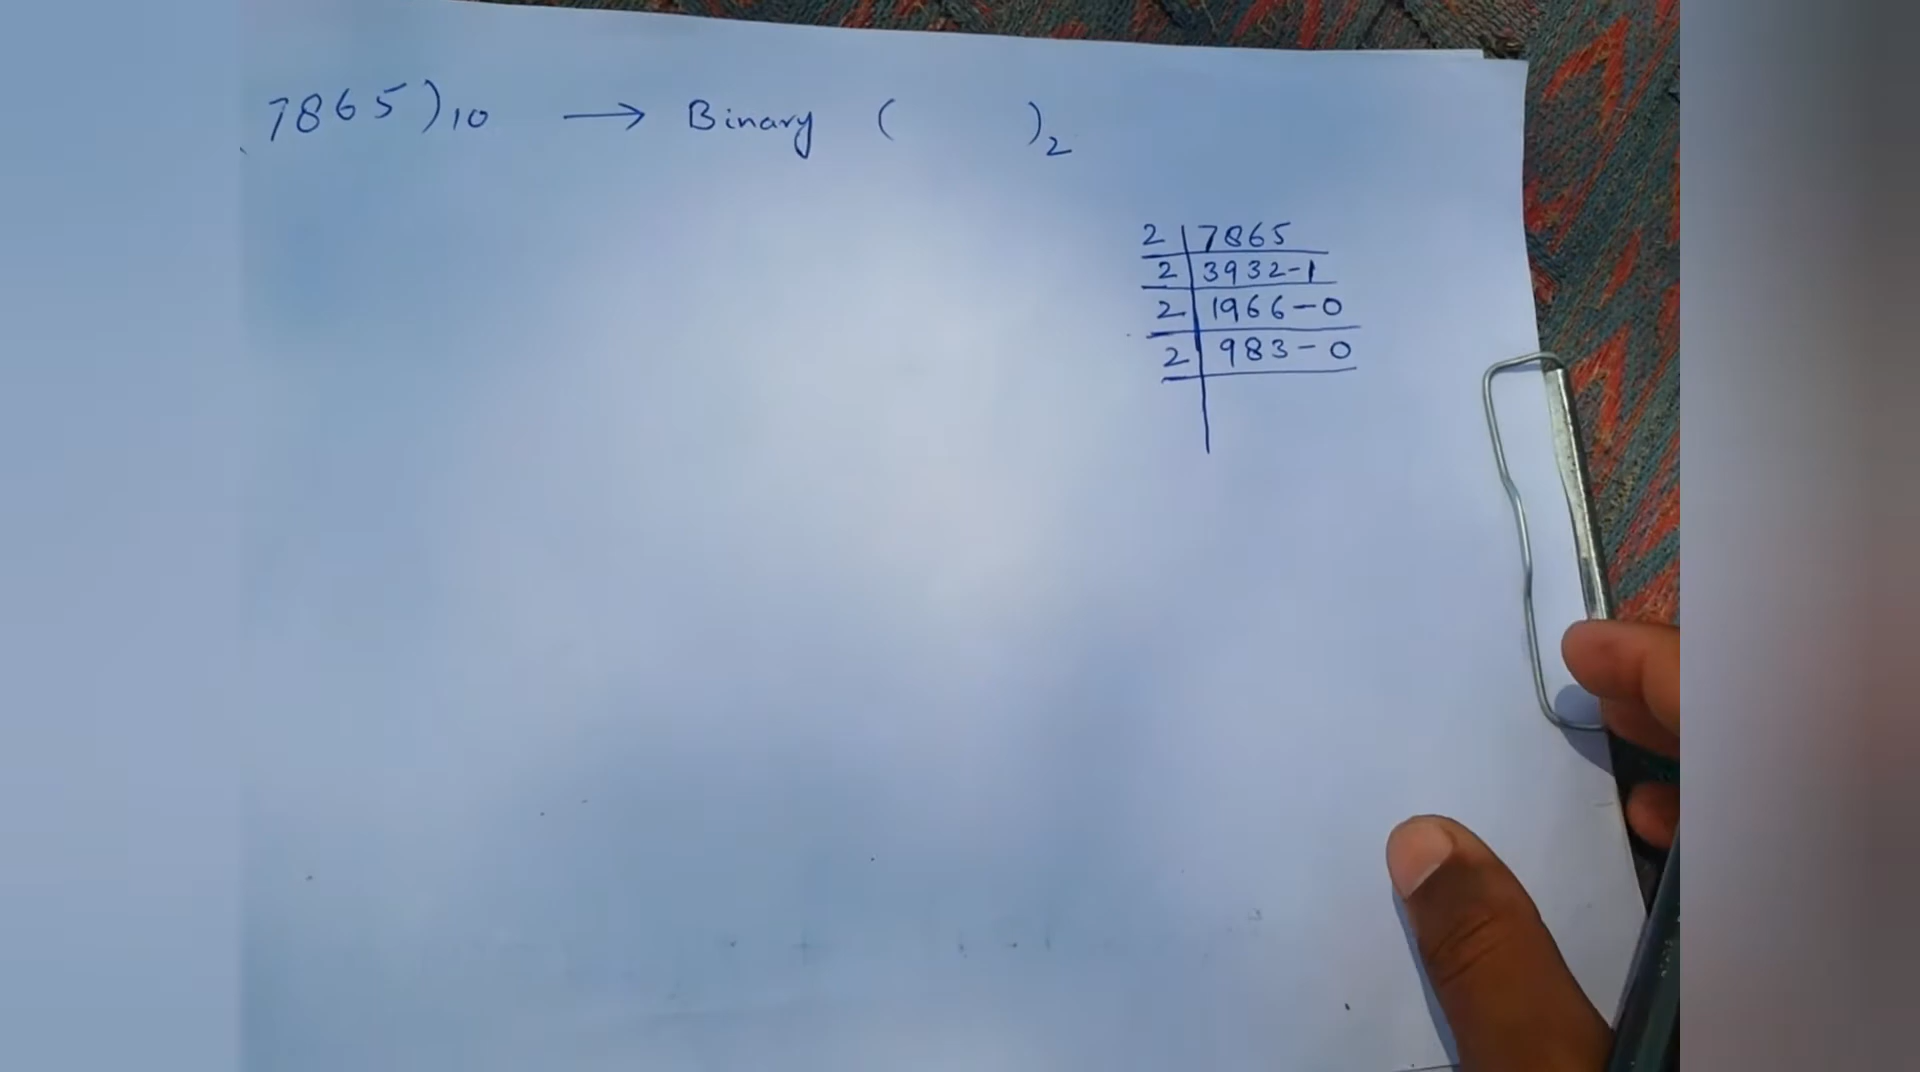 7865)10 → Binary ( )2
2 | 7865
2 | 3932-1
2 | 1966-0
2 | 983-0